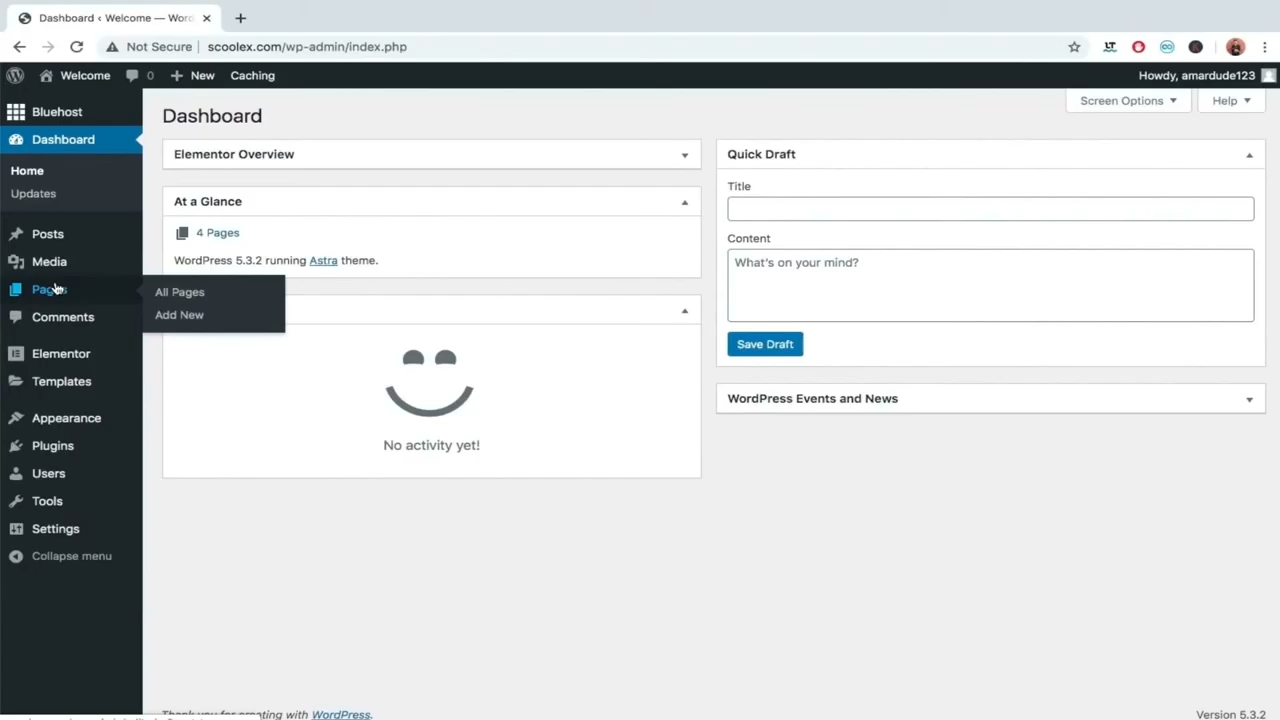 Dashboard ‹ Welcome — Wor
Not Secure | scoolex.com/wp-admin/index.php
Welcome 0 New Caching Howdy, amardude123
Bluehost
Dashboard
Home
Updates
Posts
Media
Pages
All Pages
Add New
Comments
Elementor
Templates
Appearance
Plugins
Users
Tools
Settings
Collapse menu
Screen Options Help
Dashboard
Elementor Overview
At a Glance
4 Pages
WordPress 5.3.2 running Astra theme.
No activity yet!
Quick Draft
Title
Content
What's on your mind?
Save Draft
WordPress Events and News
Thank you for creating with WordPress.
Version 5.3.2